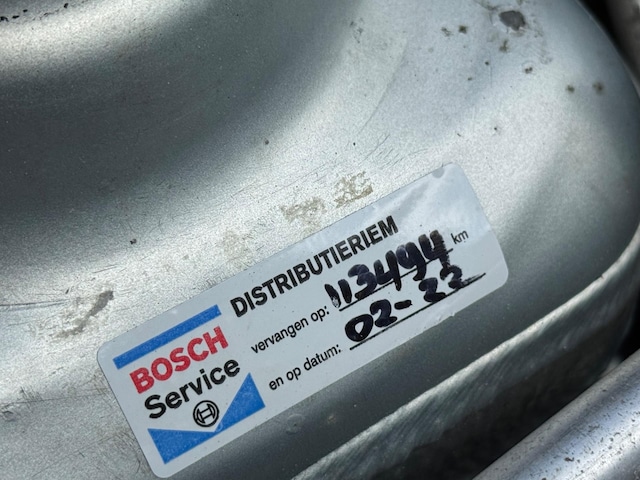 DISTRIBUTIERIEM
vervangen op: 113494 km
en op datum: 02-22
BOSCH
Service